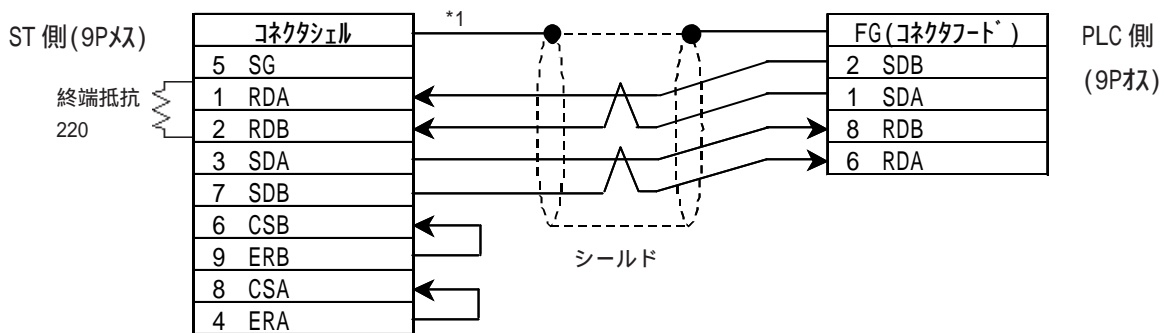 *1
ST 側(9Pメス)
コネクタシェル
5 SG
1 RDA
2 RDB
3 SDA
7 SDB
6 CSB
9 ERB
8 CSA
4 ERA
終端抵抗
220
シールド
FG(コネクタフード)
2 SDB
1 SDA
8 RDB
6 RDA
PLC 側
(9Pオス)